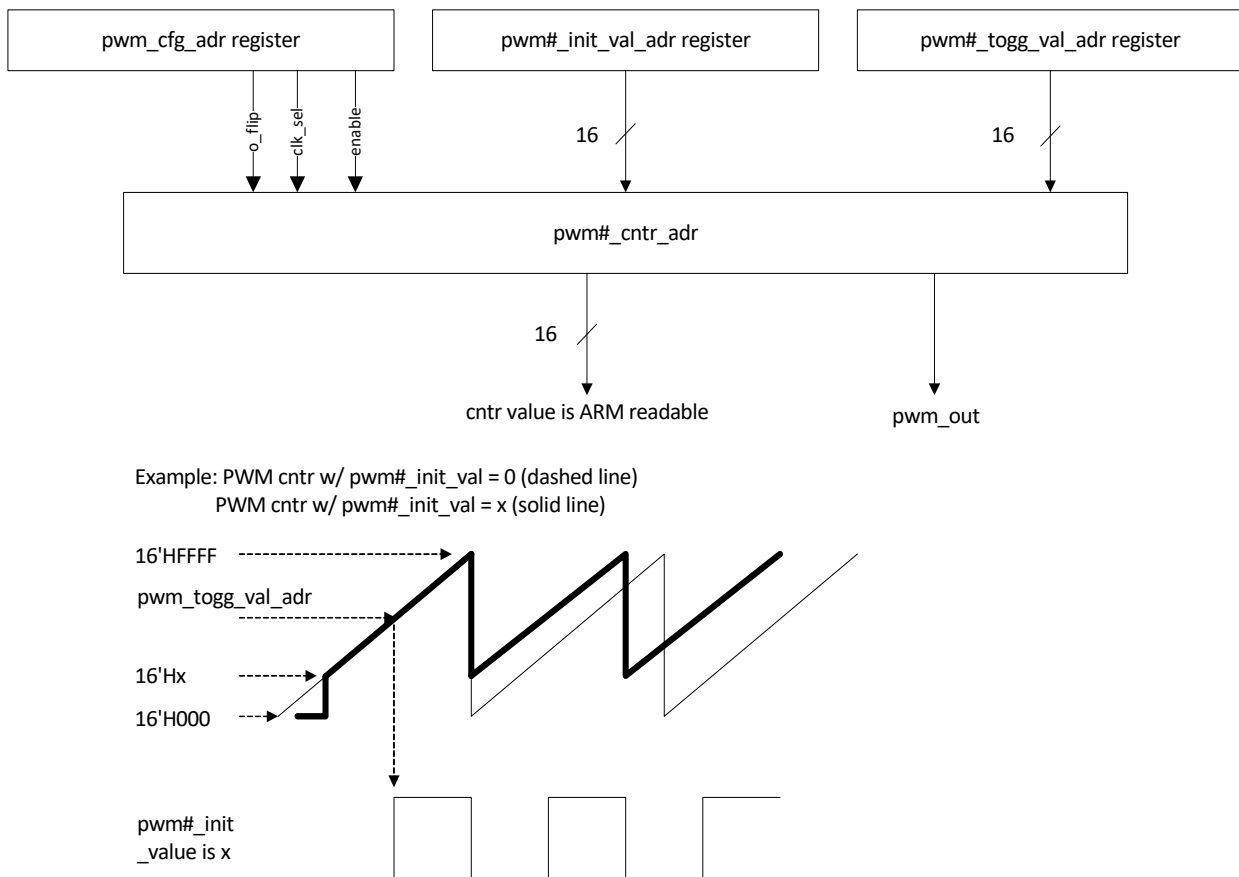 pwm_cfg_adr register
pwm#_init_val_adr register
pwm#_togg_val_adr register
o_flip
clk_sel
enable
16
16
pwm#_cntr_adr
16
cntr value is ARM readable
pwm_out
Example: PWM cntr w/ pwm#_init_val = 0 (dashed line)
PWM cntr w/ pwm#_init_val = x (solid line)
16'HFFFF
pwm_togg_val_adr
16'Hx
16'H000
pwm#_init
_value is x